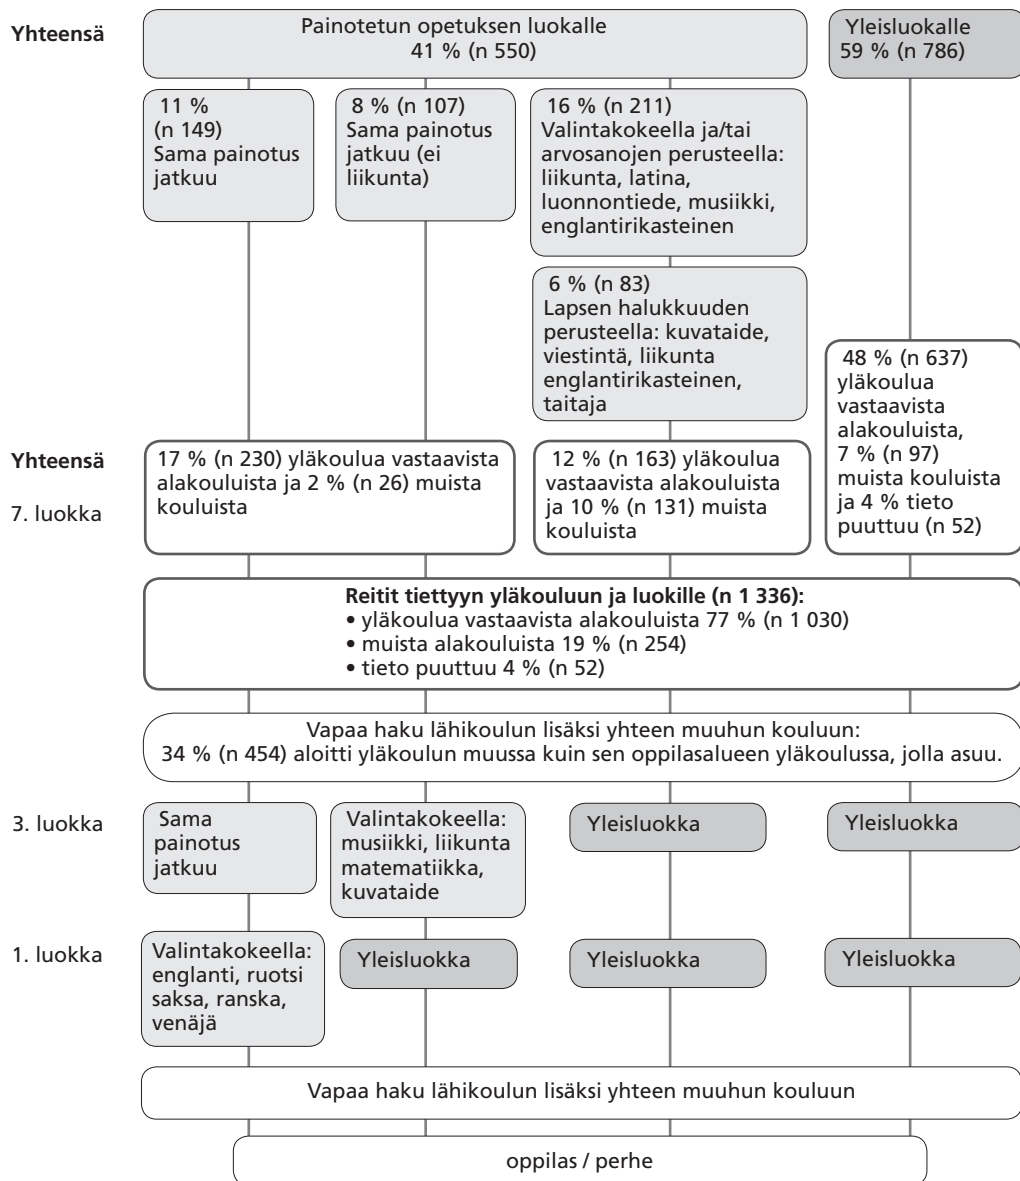 Yhteensä
Painotetun opetuksen luokalle
41 % (n 550)
Yleisluokalle
59 % (n 786)
11 %
(n 149)
Sama painotus
jatkuu
8 % (n 107)
Sama painotus
jatkuu (ei
liikunta)
16 % (n 211)
Valintakokeella ja/tai
arvosanojen perusteella:
liikunta, latina,
luonnontiede, musiikki,
englantirikasteinen
6 % (n 83)
Lapsen halukkuuden
perusteella: kuvataide,
viestintä, liikunta
englantirikasteinen,
taitaja
48 % (n 637)
yläkoulua
vastaavista
alakouluista,
7 % (n 97)
muista kouluista
ja 4 % tieto
puuttuu (n 52)
Yhteensä
7. luokka
17 % (n 230) yläkoulua vastaavista
alakouluista ja 2 % (n 26) muista
kouluista
12 % (n 163) yläkoulua
vastaavista alakouluista
ja 10 % (n 131) muista
kouluista
Reitit tiettyyn yläkouluun ja luokille (n 1 336):
• yläkoulua vastaavista alakouluista 77 % (n 1 030)
• muista alakouluista 19 % (n 254)
• tieto puuttuu 4 % (n 52)
Vapaa haku lähikoulun lisäksi yhteen muuhun kouluun:
34 % (n 454) aloitti yläkoulun muussa kuin sen oppilasalueen yläkoulussa, jolla asuu.
3. luokka
Sama
painotus
jatkuu
Valintakokeella:
musiikki, liikunta
matematiikka,
kuvataide
Yleisluokka
Yleisluokka
1. luokka
Valintakokeella:
englanti, ruotsi
saksa, ranska,
venäjä
Yleisluokka
Yleisluokka
Yleisluokka
Vapaa haku lähikoulun lisäksi yhteen muuhun kouluun
oppilas / perhe